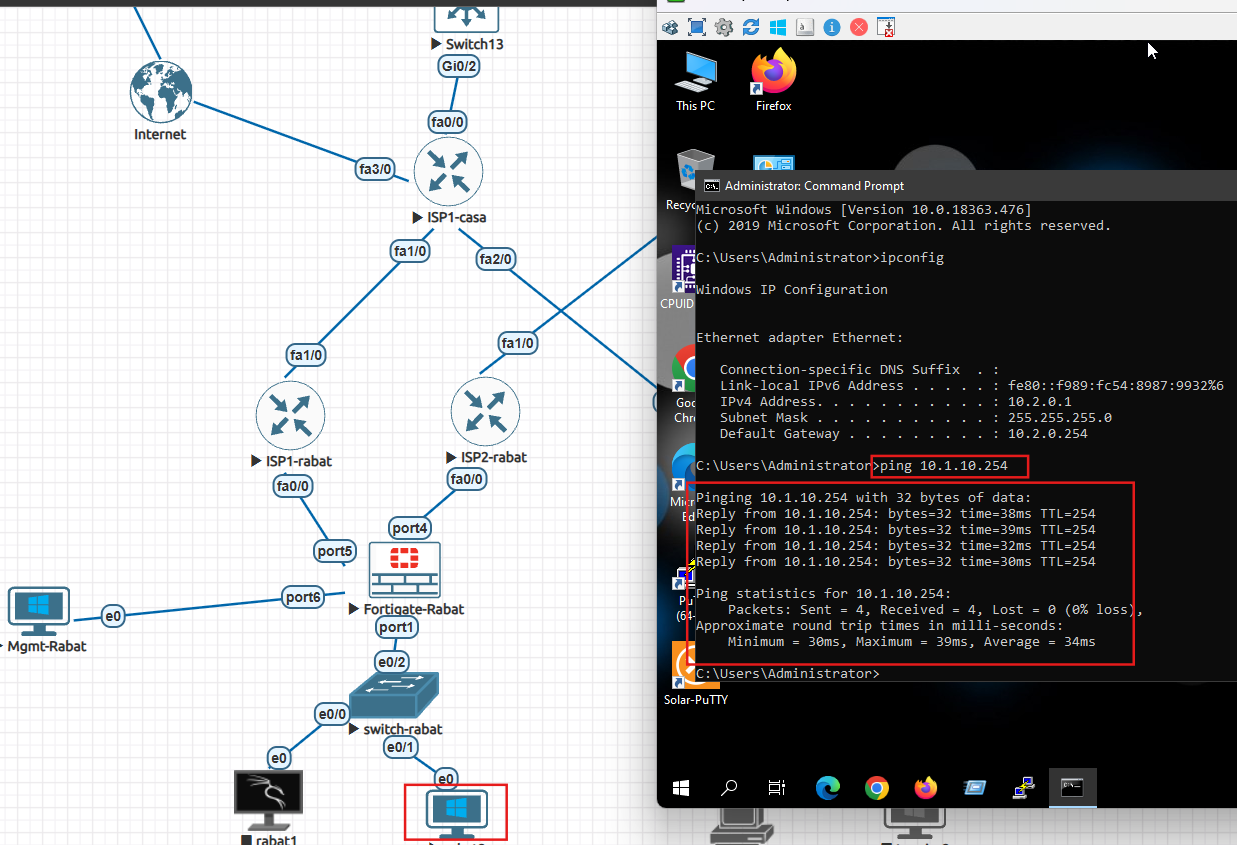 Switch13
Gi0/2
Internet
fa0/0
fa3/0
ISP1-casa
fa1/0
fa2/0
fa1/0
fa1/0
ISP1-rabat
ISP2-rabat
fa0/0
fa0/0
port4
port5
port6
Fortigate-Rabat
e0
Mgmt-Rabat
port1
e0/2
e0/0
switch-rabat
e0/1
e0
e0
rabat1
a
i
This PC
Firefox
Recyc
CPUID
Goo
Chro
Micr
Ed
Pu
(64-
Solar-PuTTY
C:\.
Administrator: Command Prompt
Microsoft Windows [Version 10.0.18363.476]
(c) 2019 Microsoft Corporation. All rights reserved.
C:\Users\Administrator>ipconfig
Windows IP Configuration
Ethernet adapter Ethernet:
Connection-specific DNS Suffix . :
Link-local IPv6 Address . . . . . : fe80::f989:fc54:8987:9932%6
IPv4 Address. . . . . . . . . . . : 10.2.0.1
Subnet Mask . . . . . . . . . . . : 255.255.255.0
Default Gateway . . . . . . . . . : 10.2.0.254
C:\Users\Administrator>ping 10.1.10.254
Pinging 10.1.10.254 with 32 bytes of data:
Reply from 10.1.10.254: bytes=32 time=38ms TTL=254
Reply from 10.1.10.254: bytes=32 time=39ms TTL=254
Reply from 10.1.10.254: bytes=32 time=32ms TTL=254
Reply from 10.1.10.254: bytes=32 time=30ms TTL=254
Ping statistics for 10.1.10.254:
Packets: Sent = 4, Received = 4, Lost = 0 (0% loss),
Approximate round trip times in milli-seconds:
Minimum = 30ms, Maximum = 39ms, Average = 34ms
C:\Users\Administrator>